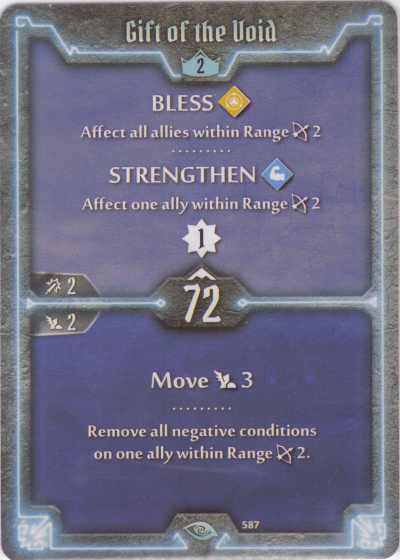 Gift of the Void
2
BLESS
Affect all allies within Range 2
STRENGTHEN
Affect one ally within Range 2
1
2
72
2
Move 3
Remove all negative conditions
on one ally within Range 2.
587